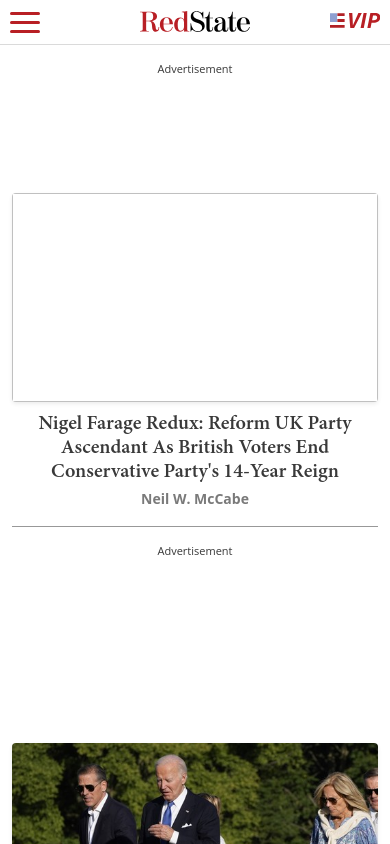 RedState
VIP
Advertisement
Nigel Farage Redux: Reform UK Party
Ascendant As British Voters End
Conservative Party's 14-Year Reign
Neil W. McCabe
Advertisement